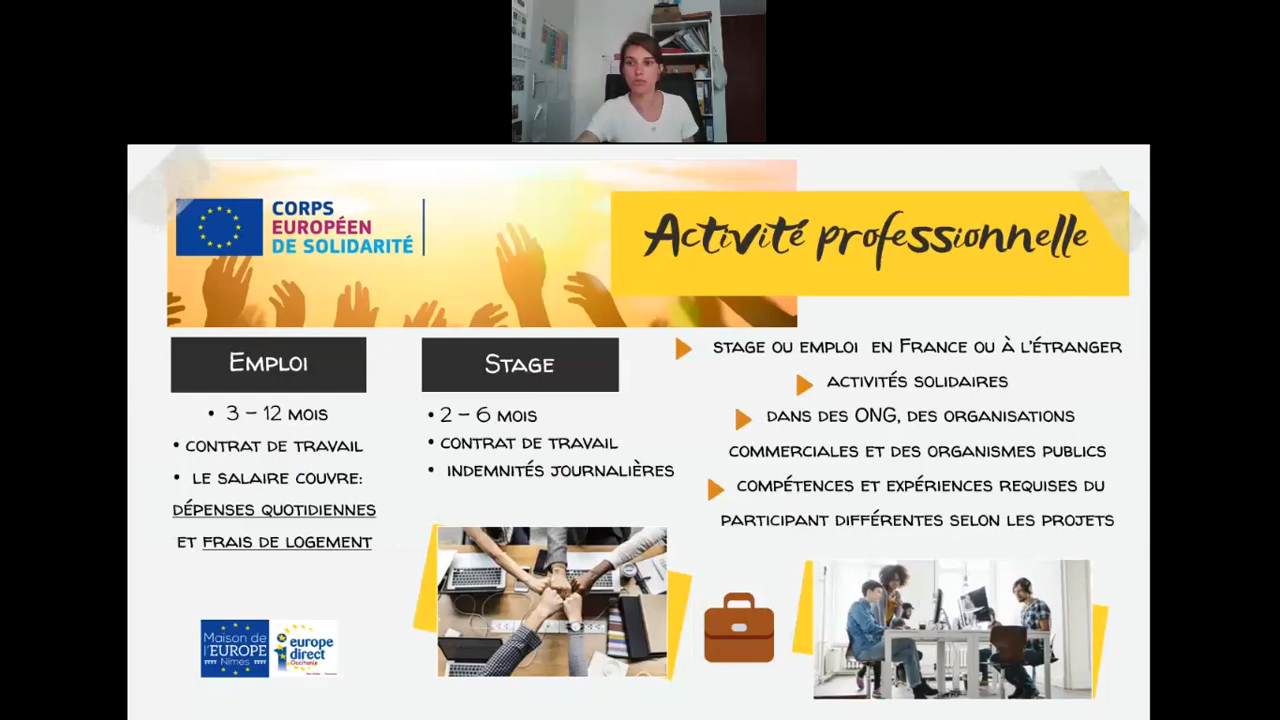 CORPS
EUROPÉEN
DE SOLIDARITÉ
Activité professionnelle
EMPLOI
• 3 – 12 MOIS
• CONTRAT DE TRAVAIL
• LE SALAIRE COUVRE:
DÉPENSES QUOTIDIENNES
ET FRAIS DE LOGEMENT
STAGE
• 2 – 6 MOIS
• CONTRAT DE TRAVAIL
• INDEMNITÉS JOURNALIÈRES
STAGE OU EMPLOI EN FRANCE OU À L'ÉTRANGER
ACTIVITÉS SOLIDAIRES
DANS DES ONG, DES ORGANISATIONS
COMMERCIALES ET DES ORGANISMES PUBLICS
COMPÉTENCES ET EXPÉRIENCES REQUISES DU
PARTICIPANT DIFFÉRENTES SELON LES PROJETS
Maison de
l'EUROPE
Nîmes
europe
direct
Occitanie